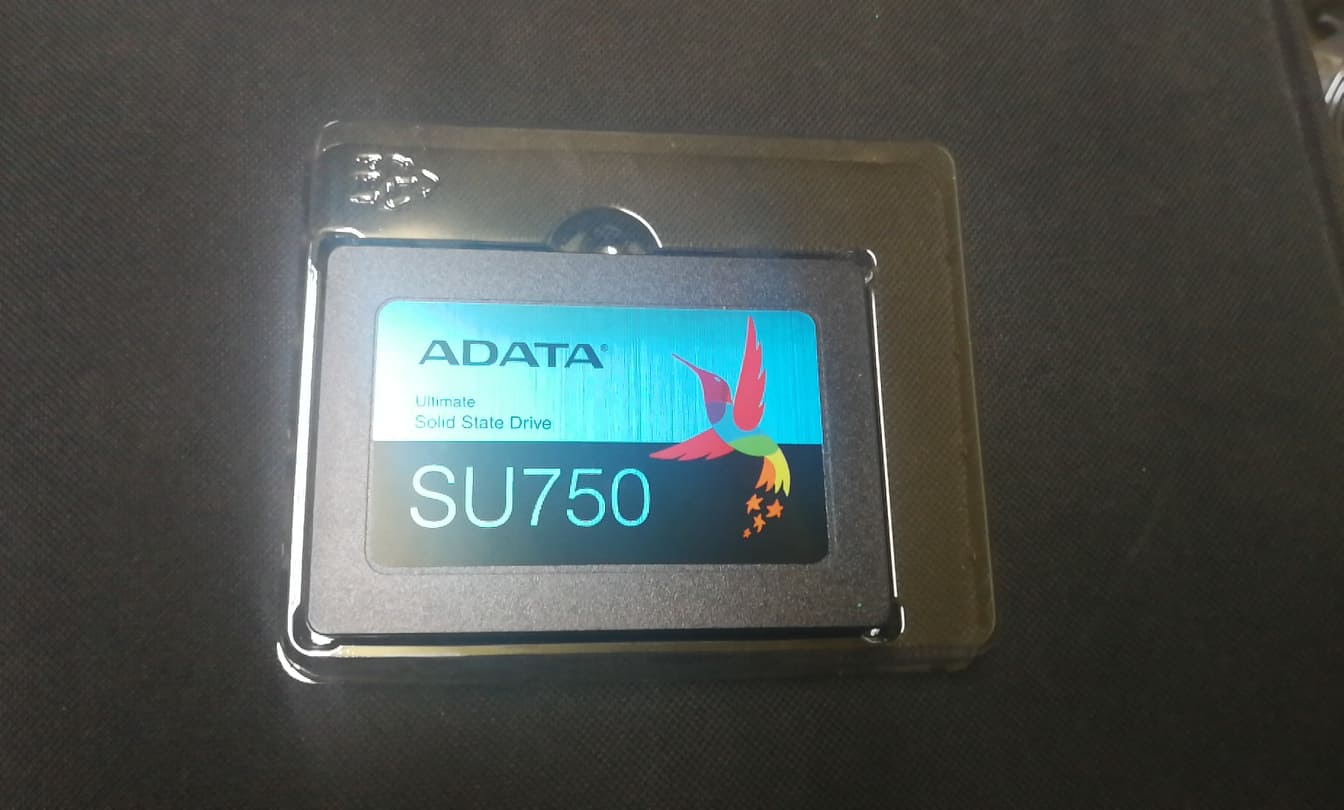 ADATA®
Ultimate
Solid State Drive
SU750